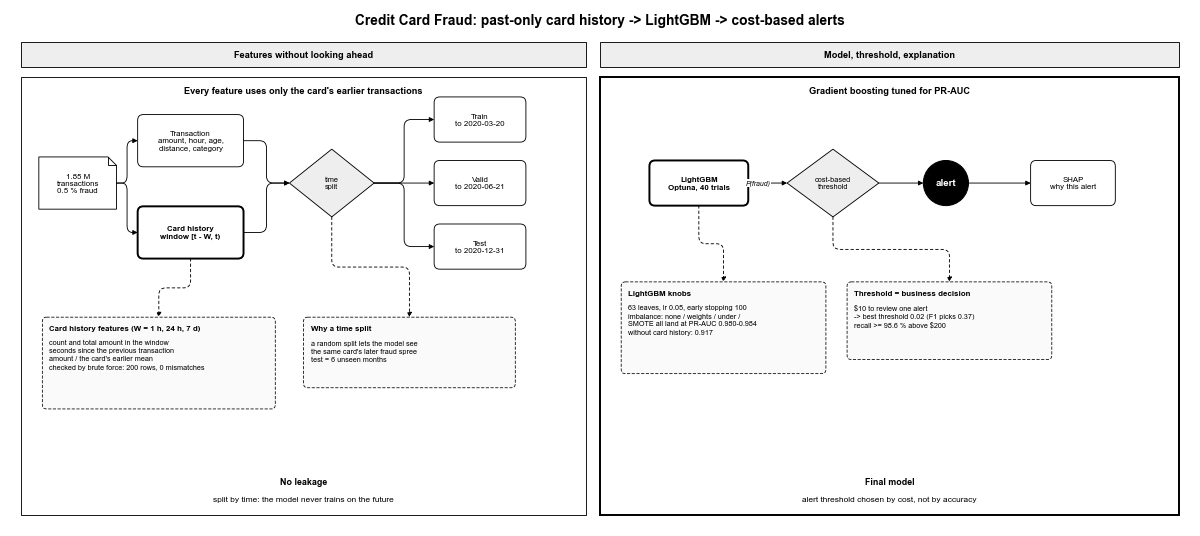 Credit Card Fraud: past-only card history -> LightGBM -> cost-based alerts
Features without looking ahead
Every feature uses only the card's earlier transactions
1.85 M
transactions
0.5 % fraud
Transaction
amount, hour, age,
distance, category
Card history
window [t - W, t)
time
split
Train
to 2020-03-20
Valid
to 2020-06-21
Test
to 2020-12-31
Card history features (W = 1 h, 24 h, 7 d)
count and total amount in the window
seconds since the previous transaction
amount / the card's earlier mean
checked by brute force: 200 rows, 0 mismatches
Why a time split
a random split lets the model see
the same card's later fraud spree
test = 6 unseen months
No leakage
split by time: the model never trains on the future
Model, threshold, explanation
Gradient boosting tuned for PR-AUC
LightGBM
Optuna, 40 trials
P(fraud)
cost-based
threshold
alert
SHAP
why this alert
LightGBM knobs
63 leaves, lr 0.05, early stopping 100
imbalance: none / weights / under /
SMOTE all land at PR-AUC 0.980-0.984
without card history: 0.917
Threshold = business decision
$10 to review one alert
-> best threshold 0.02 (F1 picks 0.37)
recall >= 98.6 % above $200
Final model
alert threshold chosen by cost, not by accuracy